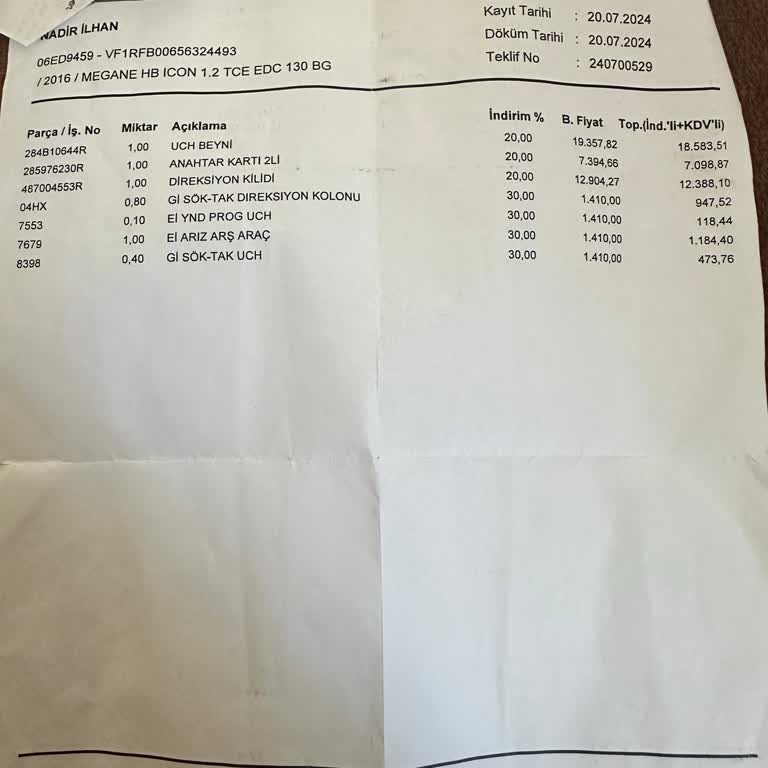 NADİR İLHAN
06ED9459 - VF1RFB00656324493
/ 2016 / MEGANE HB ICON 1.2 TCE EDC 130 BG
Kayıt Tarihi : 20.07.2024
Döküm Tarihi : 20.07.2024
Teklif No : 240700529
Parça / İş. No Miktar Açıklama İndirim % B. Fiyat Top.(İnd.'li+KDV'li)
284B10644R 1,00 UCH BEYNİ 20,00 19.357,82 18.583,51
285976230R 1,00 ANAHTAR KARTI 2Lİ 20,00 7.394,66 7.098,87
487004553R 1,00 DİREKSİYON KİLİDİ 20,00 12.904,27 12.388,10
04HX 0,80 Gİ SÖK-TAK DIREKSIYON KOLONU 30,00 1.410,00 947,52
7553 0,10 El YND PROG UCH 30,00 1.410,00 118,44
7679 1,00 El ARIZ ARŞ ARAÇ 30,00 1.410,00 1.184,40
8398 0,40 Gİ SÖK-TAK UCH 30,00 1.410,00 473,76